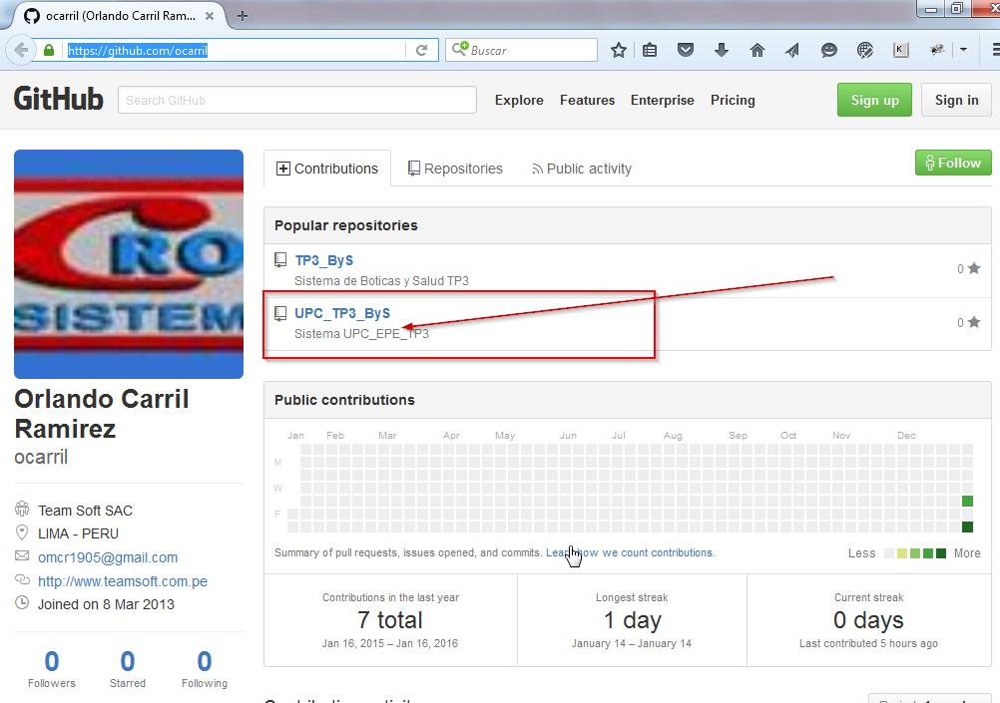 ocarril (Orlando Carril Ram...
https://github.com/ocarril
Buscar
GitHub
Search GitHub
Explore Features Enterprise Pricing
Sign up Sign in
Contributions Repositories Public activity
Follow
Popular repositories
TP3_ByS
Sistema de Boticas y Salud TP3
0
UPC_TP3_ByS
Sistema UPC_EPE_TP3
0
CRO
SISTEM
Orlando Carril
Ramirez
ocarril
Team Soft SAC
LIMA - PERU
omcr1905@gmail.com
http://www.teamsoft.com.pe
Joined on 8 Mar 2013
0 0 0
Followers Starred Following
Public contributions
Jan Feb Mar Apr May Jun Jul Aug Sep Oct Nov Dec
M
W
F
Summary of pull requests, issues opened, and commits. Learn how we count contributions.
Less More
Contributions in the last year
7 total
Jan 16, 2015 – Jan 16, 2016
Longest streak
1 day
January 14 – January 14
Current streak
0 days
Last contributed 5 hours ago